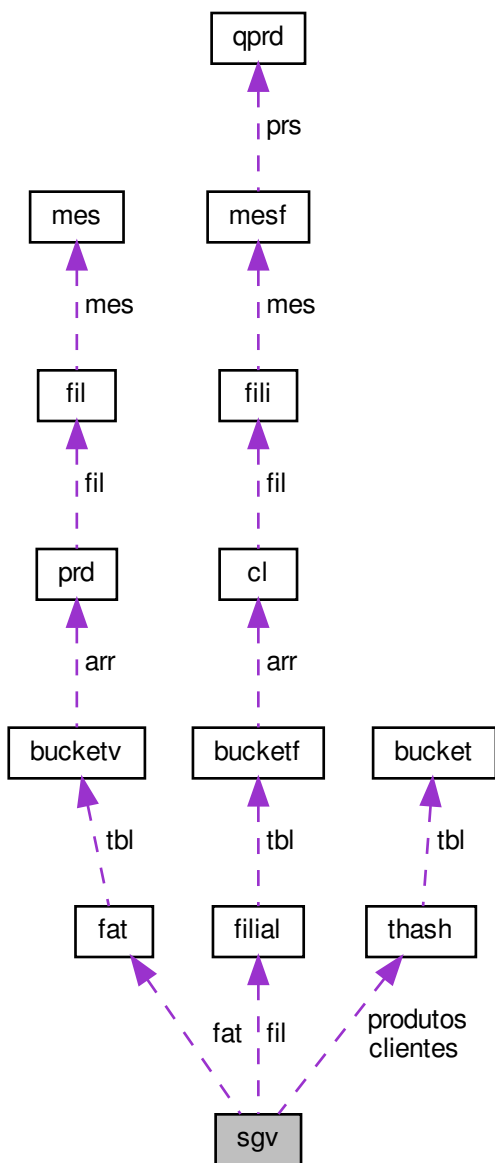 qprd
prs
mes
mesf
mes
mes
fil
fili
fil
fil
prd
cl
arr
arr
bucketv
bucketf
bucket
tbl
tbl
tbl
fat
filial
thash
fat
fil
produtos
clientes
sgv